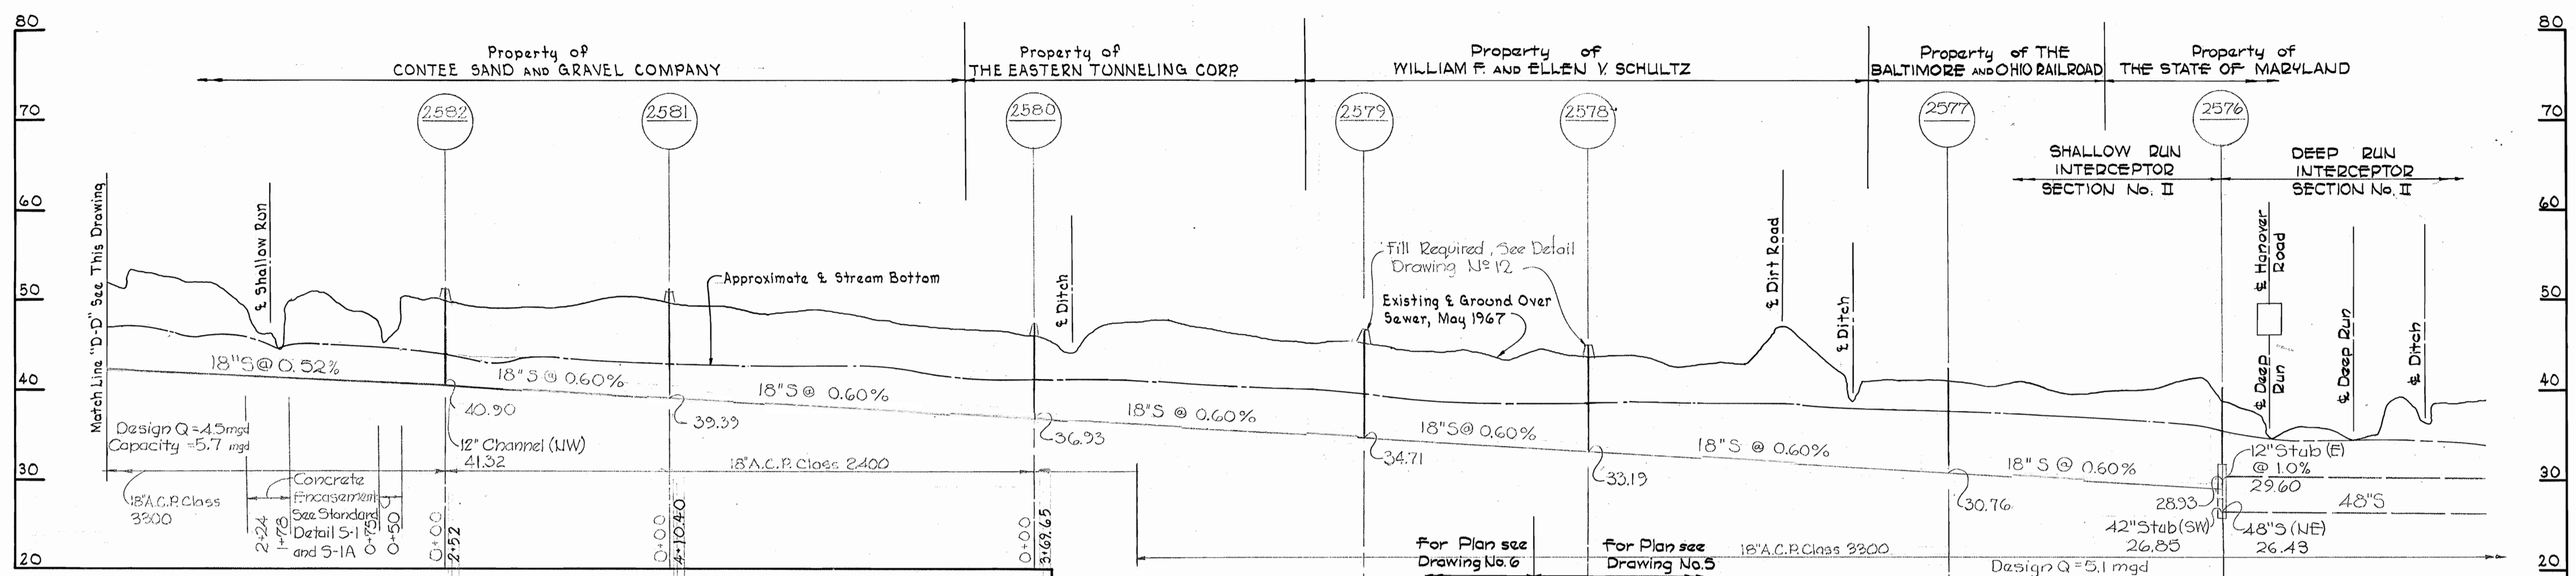 80
80
Property of
CONTEE SAND AND GRAVEL COMPANY
Property of
THE EASTERN TUNNELING CORP.
Property of
WILLIAM F. AND ELLEN V. SCHULTZ
Property of THE
BALTIMORE AND OHIO RAILROAD
Property of
THE STATE OF MARYLAND
70
2582
2581
2580
2579
2578
2577
2576
70
SHALLOW RUN
INTERCEPTOR
SECTION No. II
DEEP RUN
INTERCEPTOR
SECTION No. II
60
60
Match Line "D-D" See This Drawing
℄ Shallow Run
Approximate ℄ Stream Bottom
℄ Ditch
Fill Required, See Detail
Drawing Nº 12
Existing ℄ Ground Over
Sewer, May 1967
℄ Dirt Road
℄ Ditch
℄ Hanover
Road
℄ Deep
Run
℄ Deep Run
℄ Ditch
50
50
40
40
18"S @ 0.52%
18"S @ 0.60%
18"S @ 0.60%
18"S @ 0.60%
18"S @ 0.60%
18"S @ 0.60%
18"S @ 0.60%
40.90
39.39
36.93
34.71
33.19
30.76
28.93
Design Q = 4.5 mgd
Capacity = 5.7 mgd
12" Channel (NW)
41.32
18" A.C.P. Class 2400
12" Stub (E)
@ 1.0%
29.60
30
30
18" A.C.P. Class
3300
Concrete
Encasement
See Standard
Detail S-1
and S-1A
2+24
1+78
0+75
0+50
0+00
2+52
0+00
4+10.40
0+00
3+69.65
48"S
42" Stub (SW)
26.85
48"S (NE)
26.43
For Plan see
Drawing No. 6
For Plan see
Drawing No. 5
18" A.C.P. Class 3300
Design Q = 5.1 mgd
20
20